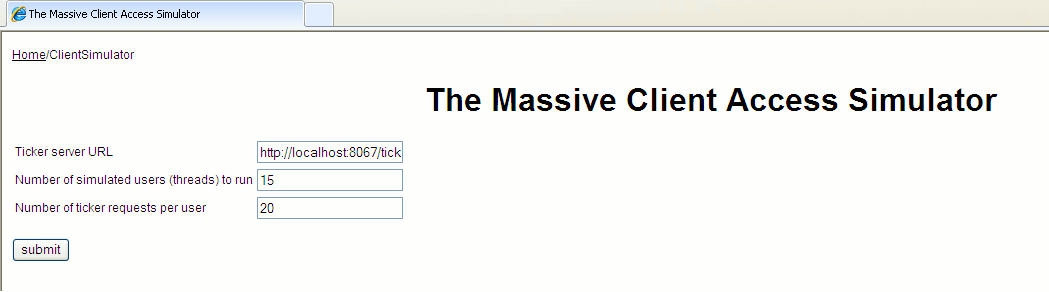 The Massive Client Access Simulator
Home/ClientSimulator
The Massive Client Access Simulator
Ticker server URL http://localhost:8067/tick
Number of simulated users (threads) to run 15
Number of ticker requests per user 20
submit